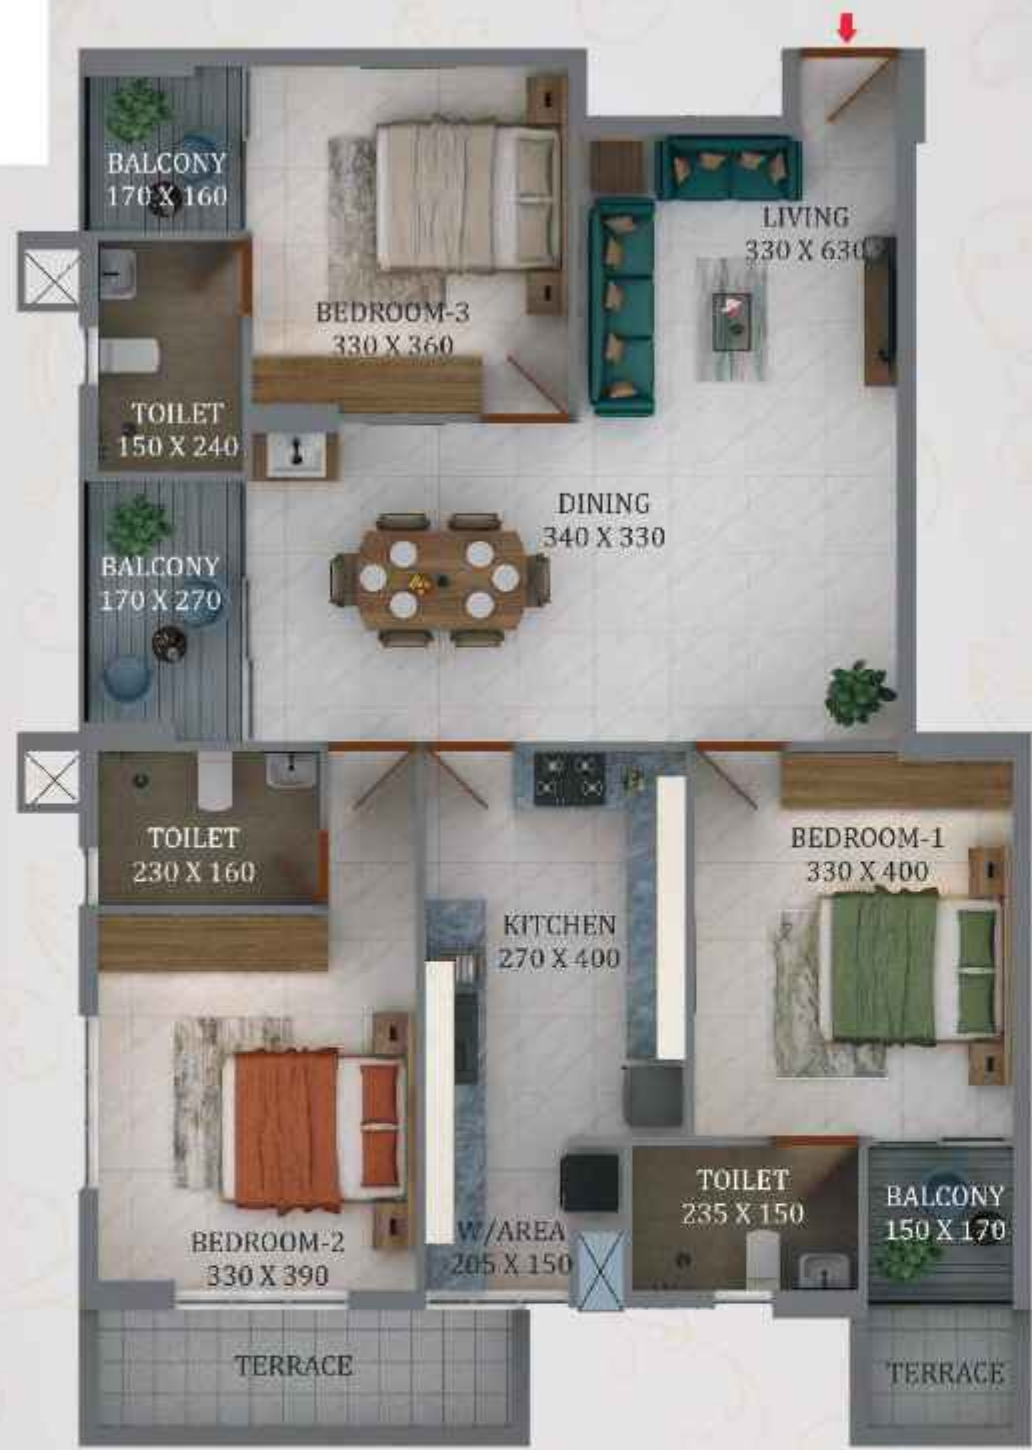 BALCONY
170 X 160
LIVING
330 X 630
BEDROOM-3
330 X 360
TOILET
150 X 240
DINING
340 X 330
BALCONY
170 X 270
TOILET
230 X 160
BEDROOM-1
330 X 400
KITCHEN
270 X 400
TOILET
235 X 150
BALCONY
150 X 170
W/AREA
205 X 150
BEDROOM-2
330 X 390
TERRACE
TERRACE